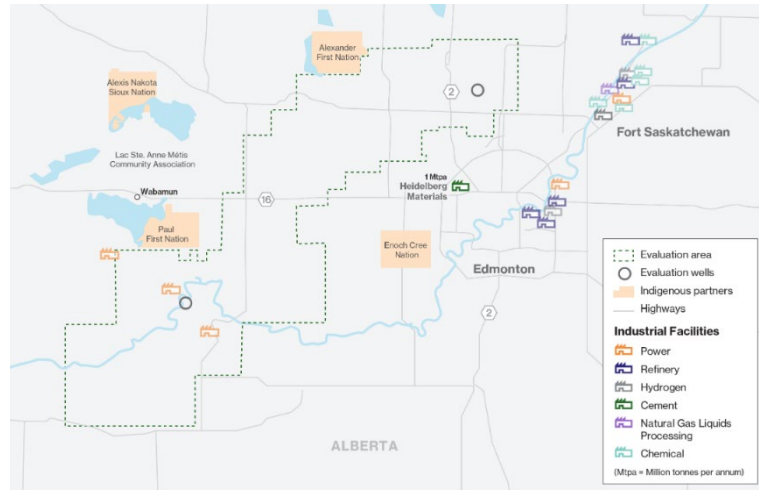 Alexander
First Nation
Alexis Nakota
Sioux Nation
2
Fort Saskatchewan
Lac Ste. Anne Métis
Community Association
1 Mtpa
Heidelberg
Materials
Wabamun
16
Paul
First Nation
Enoch Cree
Nation
Edmonton
2
ALBERTA
Evaluation area
Evaluation wells
Indigenous partners
Highways
Industrial Facilities
Power
Refinery
Hydrogen
Cement
Natural Gas Liquids
Processing
Chemical
(Mtpa = Million tonnes per annum)